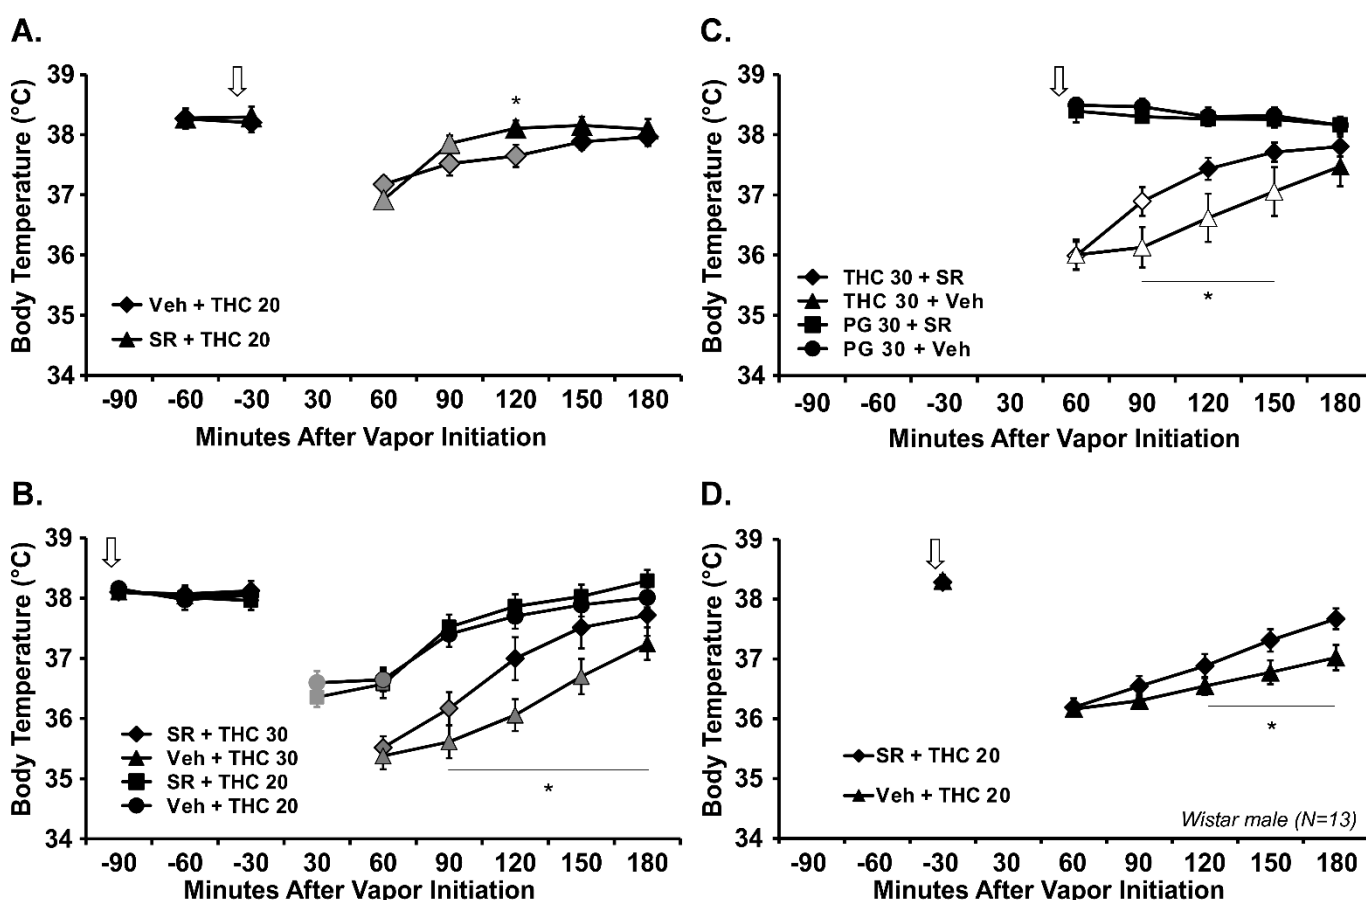 A.
39
38
37
36
35
34
Body Temperature (°C)
*
Veh + THC 20
SR + THC 20
-90 -60 -30 30 60 90 120 150 180
Minutes After Vapor Initiation
C.
39
38
37
36
35
34
Body Temperature (°C)
THC 30 + SR
THC 30 + Veh
PG 30 + SR
PG 30 + Veh
*
-90 -60 -30 30 60 90 120 150 180
Minutes After Vapor Initiation
B.
39
38
37
36
35
34
Body Temperature (°C)
SR + THC 30
Veh + THC 30
SR + THC 20
Veh + THC 20
*
-90 -60 -30 30 60 90 120 150 180
Minutes After Vapor Initiation
D.
39
38
37
36
35
34
Body Temperature (°C)
SR + THC 20
Veh + THC 20
*
Wistar male (N=13)
-90 -60 -30 30 60 90 120 150 180
Minutes After Vapor Initiation